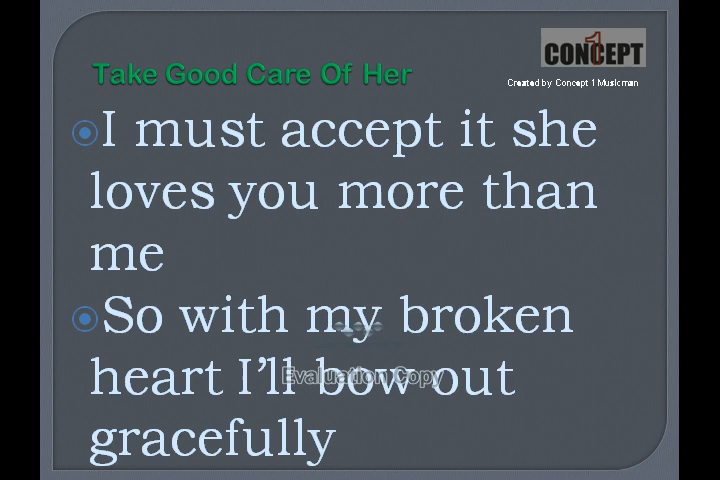 CONCEPT
1
Take Good Care Of Her
Created by Concept 1 Musicman
I must accept it she
loves you more than
me
So with my broken
heart I’ll bow out
gracefully
Evaluation Copy